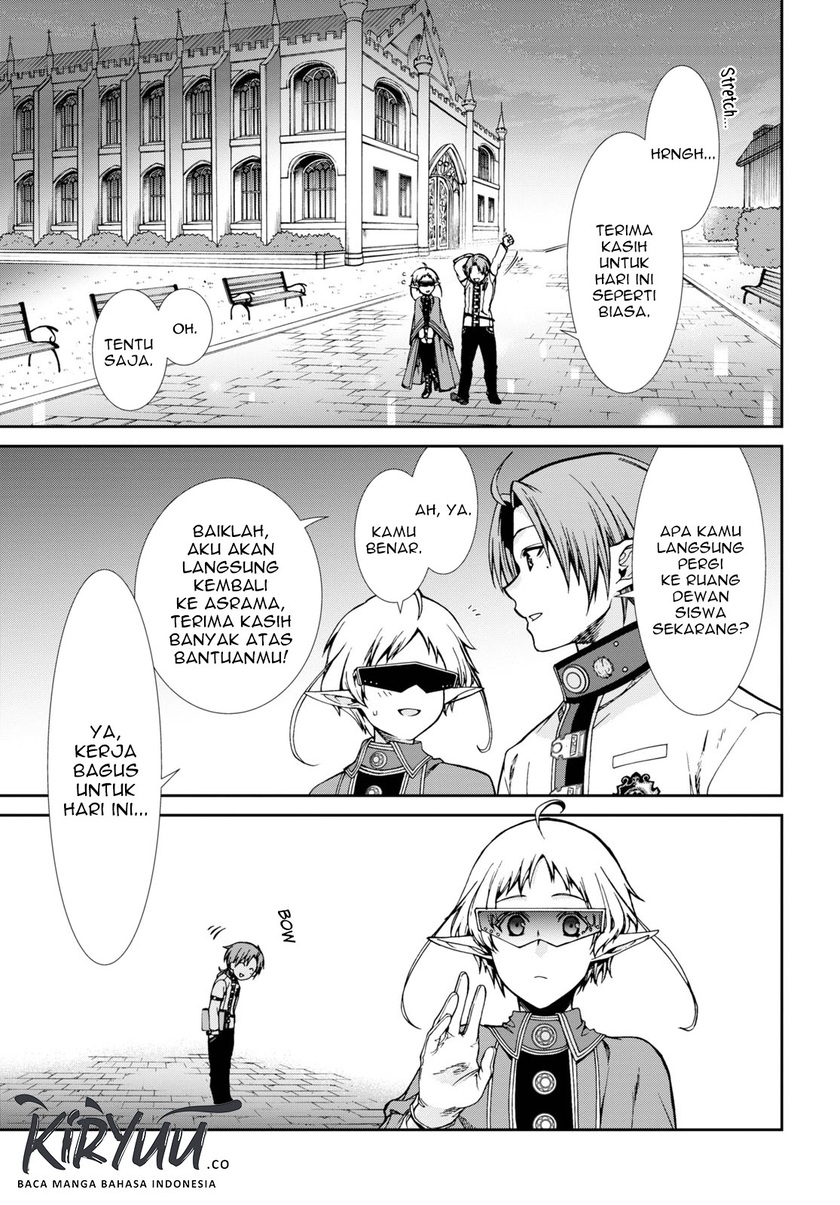 Stretch...
HRNGH...
TERIMA
KASIH
UNTUK
HARI INI
SEPERTI
BIASA.
OH.
TENTU
SAJA.
APA KAMU
LANGSUNG
PERGI
KE RUANG
DEWAN
SISWA
SEKARANG?
AH, YA.
KAMU
BENAR.
BAIKLAH,
AKU AKAN
LANGSUNG
KEMBALI
KE ASRAMA,
TERIMA KASIH
BANYAK ATAS
BANTUANMU!
YA,
KERJA
BAGUS
UNTUK
HARI INI...
BOW
KIRYUU.CO
BACA MANGA BAHASA INDONESIA